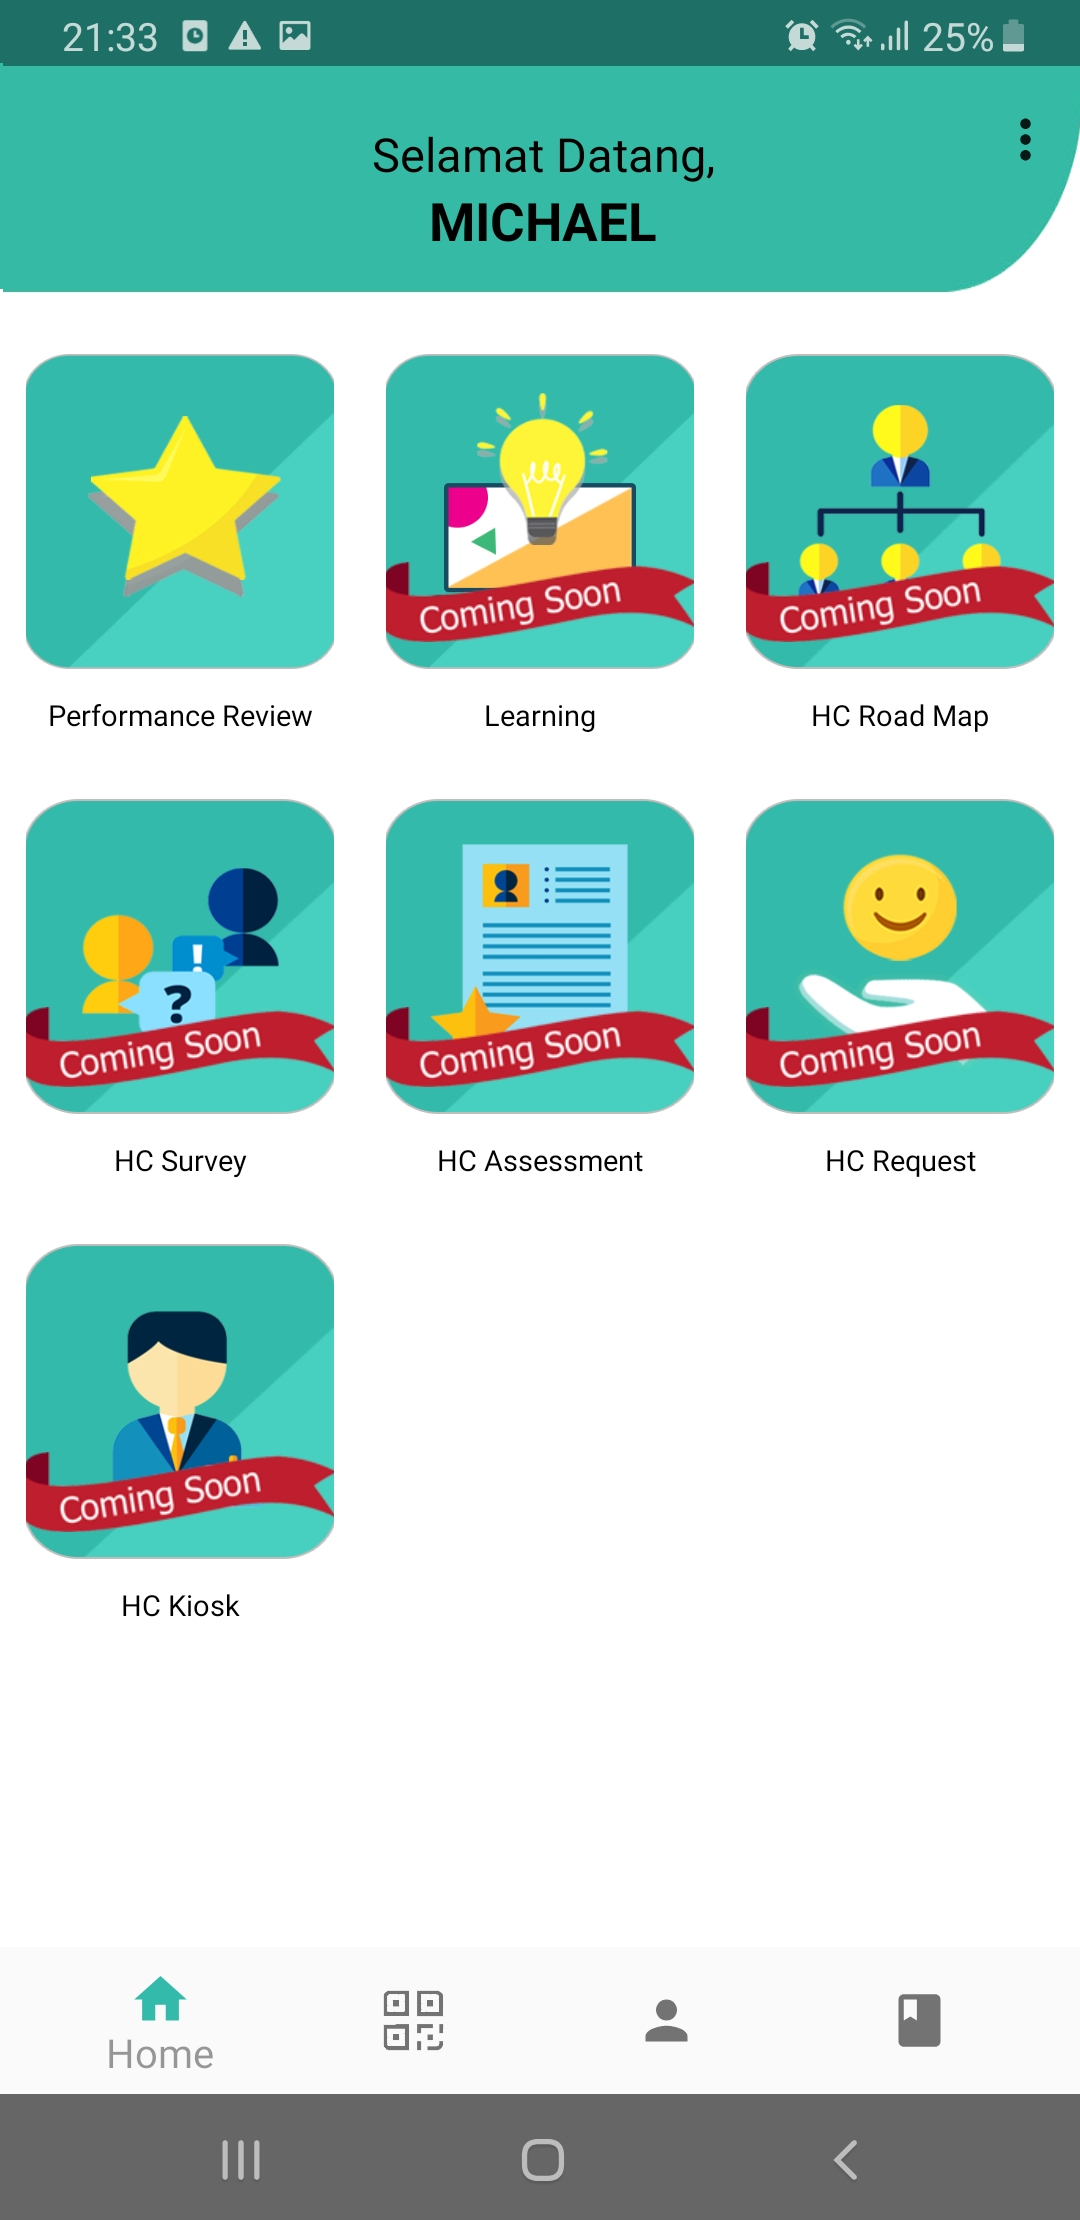 21:33 25%
Selamat Datang,
MICHAEL
Coming Soon Coming Soon
Performance Review Learning HC Road Map
! ?
Coming Soon Coming Soon Coming Soon
HC Survey HC Assessment HC Request
Coming Soon
HC Kiosk
Home